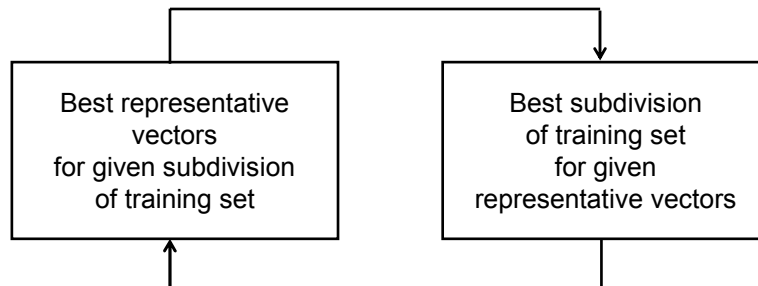 Best representative
vectors
for given subdivision
of training set
Best subdivision
of training set
for given
representative vectors